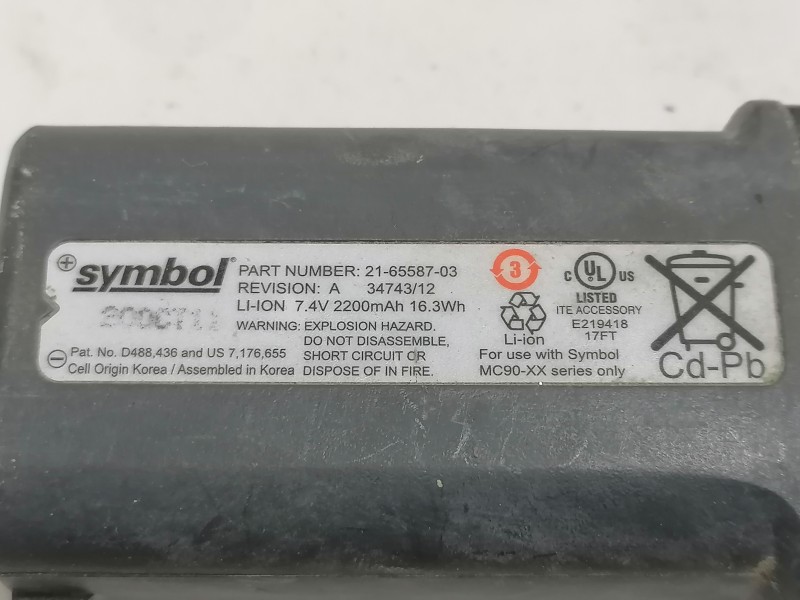 symbol®
30OCT11
PART NUMBER: 21-65587-03
REVISION: A 34743/12
LI-ION 7.4V 2200mAh 16.3Wh
WARNING: EXPLOSION HAZARD.
DO NOT DISASSEMBLE,
SHORT CIRCUIT OR
DISPOSE OF IN FIRE.
Pat. No. D488,436 and US 7,176,655
Cell Origin Korea / Assembled in Korea
3
Li-ion
For use with Symbol
MC90-XX series only
C UL US
LISTED
ITE ACCESSORY
E219418
17FT
Cd-Pb